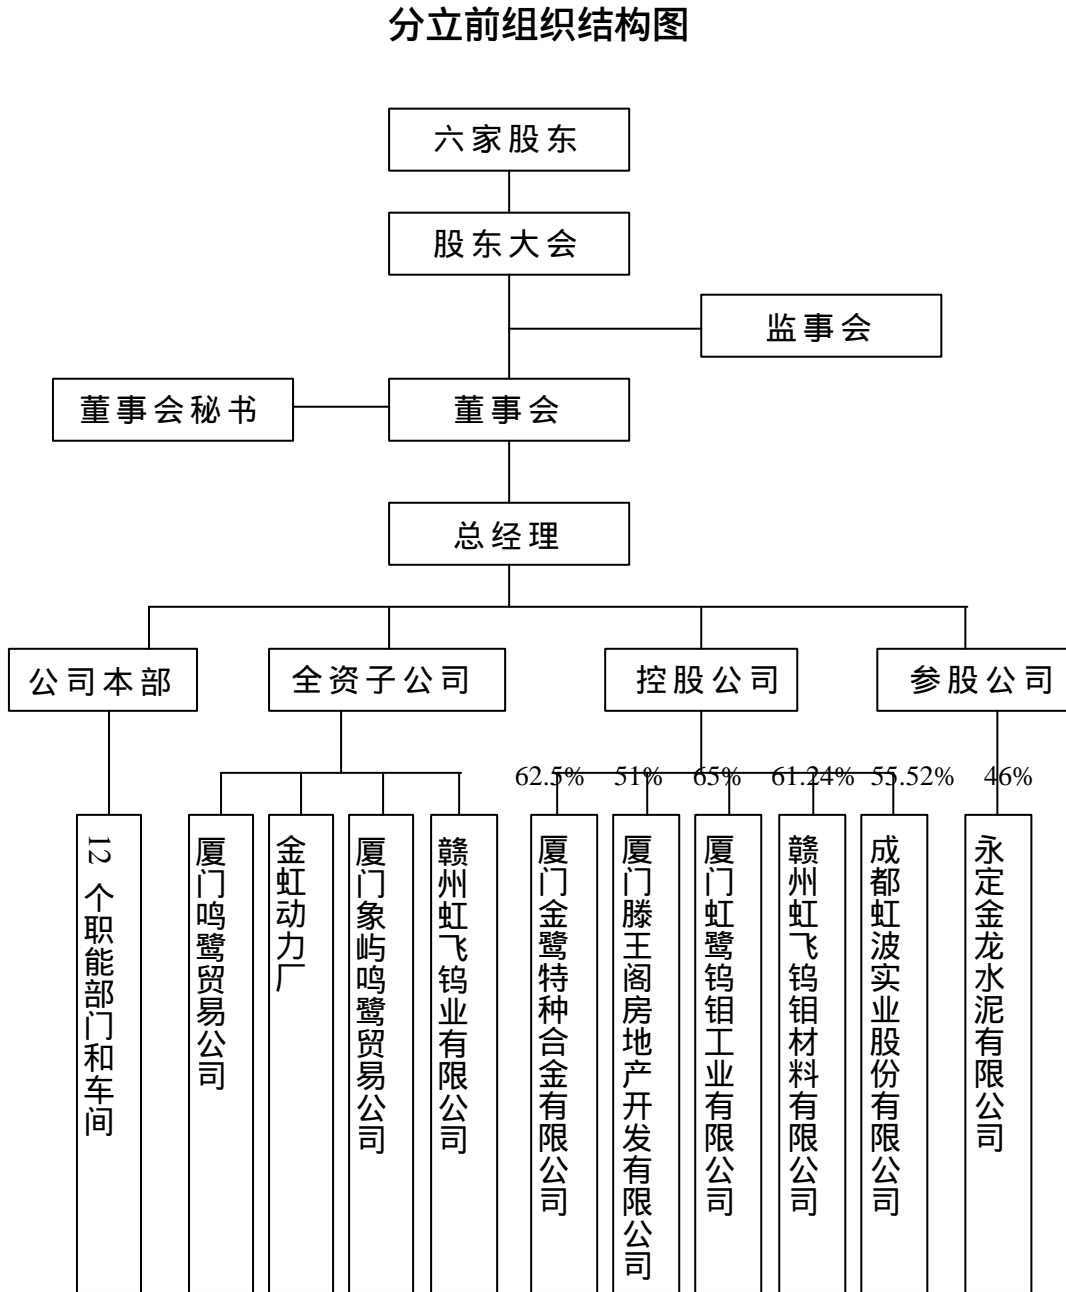 分立前组织结构图
六家股东
股东大会
监事会
董事会秘书
董事会
总经理
公司本部
全资子公司
控股公司
参股公司
62.5%
51%
65%
61.24%
55.52%
46%
12 个职能部门和车间
厦门鸣鹭贸易公司
金虹动力厂
厦门象屿鸣鹭贸易公司
赣州虹飞钨业有限公司
厦门金鹭特种合金有限公司
厦门滕王阁房地产开发有限公司
厦门虹鹭钨钼工业有限公司
赣州虹飞钨钼材料有限公司
成都虹波实业股份有限公司
永定金龙水泥有限公司